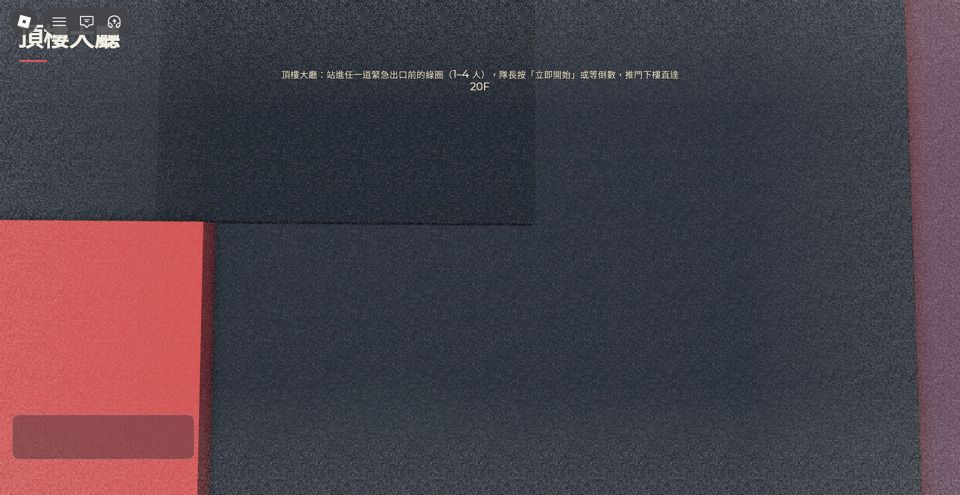 頂樓大廳
頂樓大廳：站進任一道緊急出口前的綠圈（1–4 人），隊長按「立即開始」或等倒數，推門下樓直達
20F